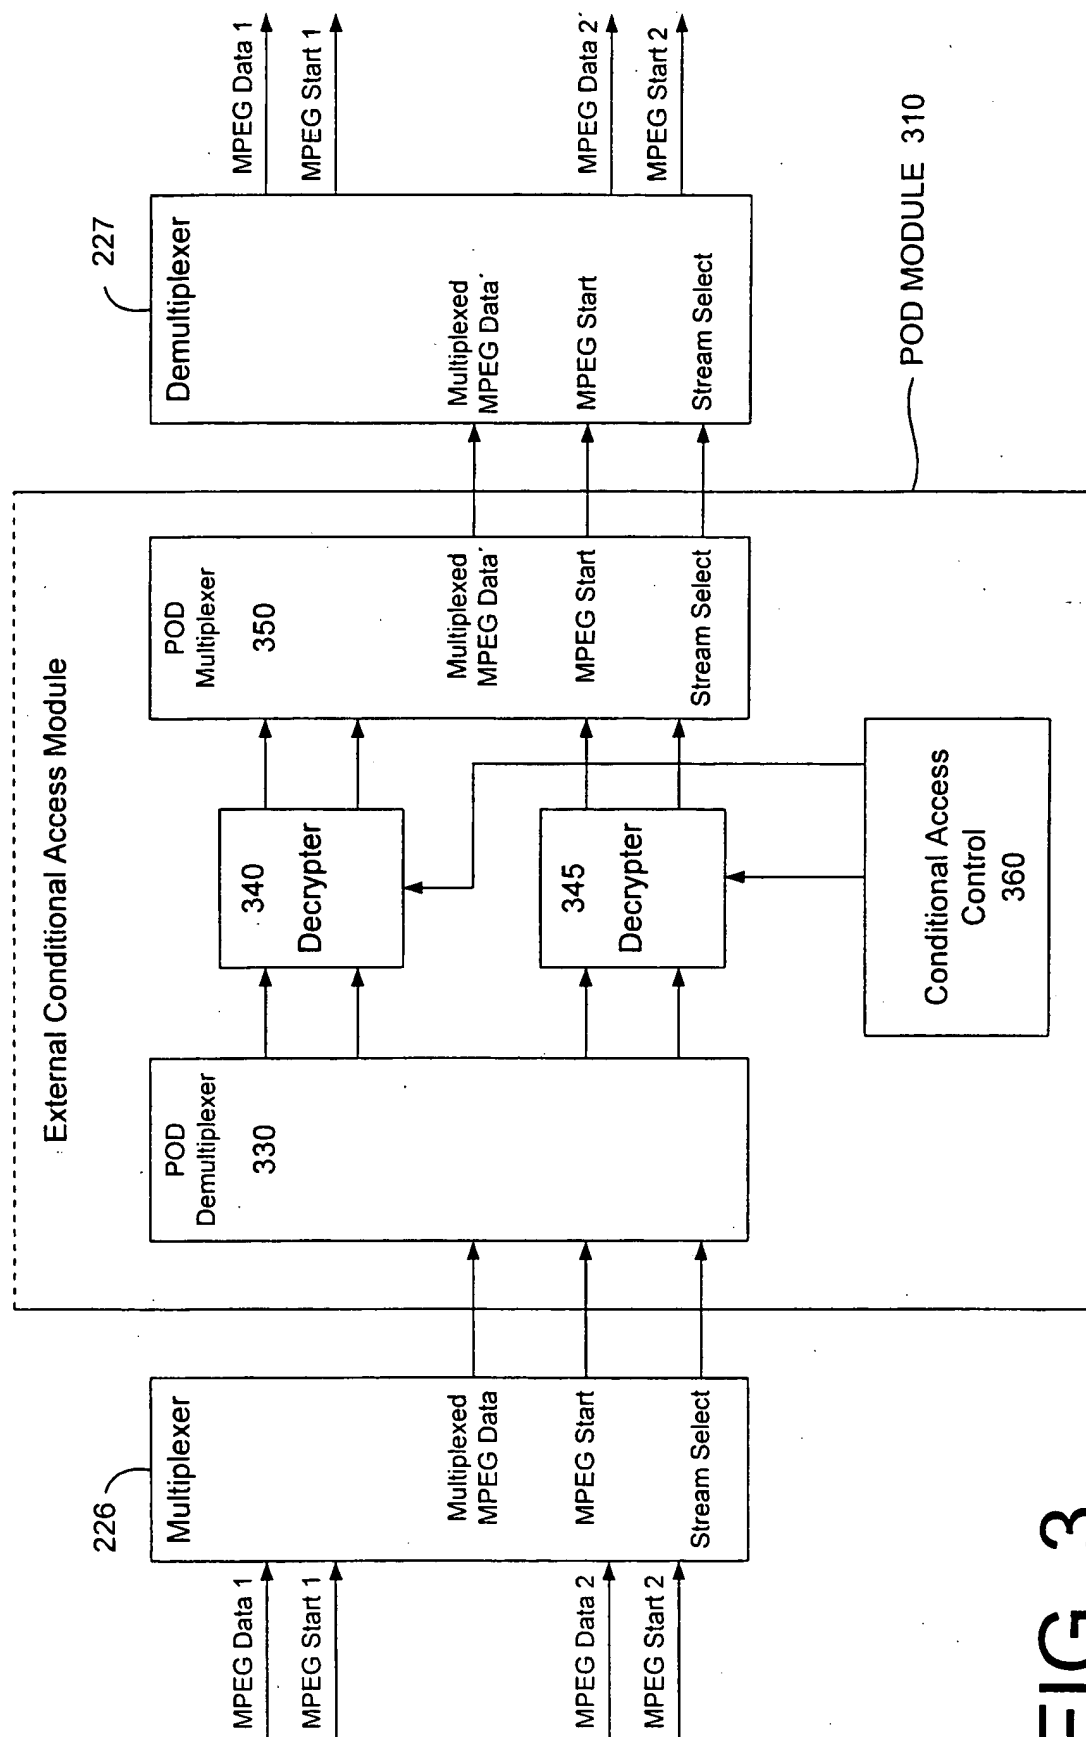 External Conditional Access Module
226
Multiplexer
MPEG Data 1
MPEG Start 1
MPEG Data 2
MPEG Start 2
Multiplexed
MPEG Data
MPEG Start
Stream Select
POD
Demultiplexer
330
340
Decrypter
345
Decrypter
Conditional Access
Control
360
POD
Multiplexer
350
Multiplexed
MPEG Data'
MPEG Start
Stream Select
227
Demultiplexer
Multiplexed
MPEG Data'
MPEG Start
Stream Select
MPEG Data 1
MPEG Start 1
MPEG Data 2'
MPEG Start 2
POD MODULE 310
FIG. 3